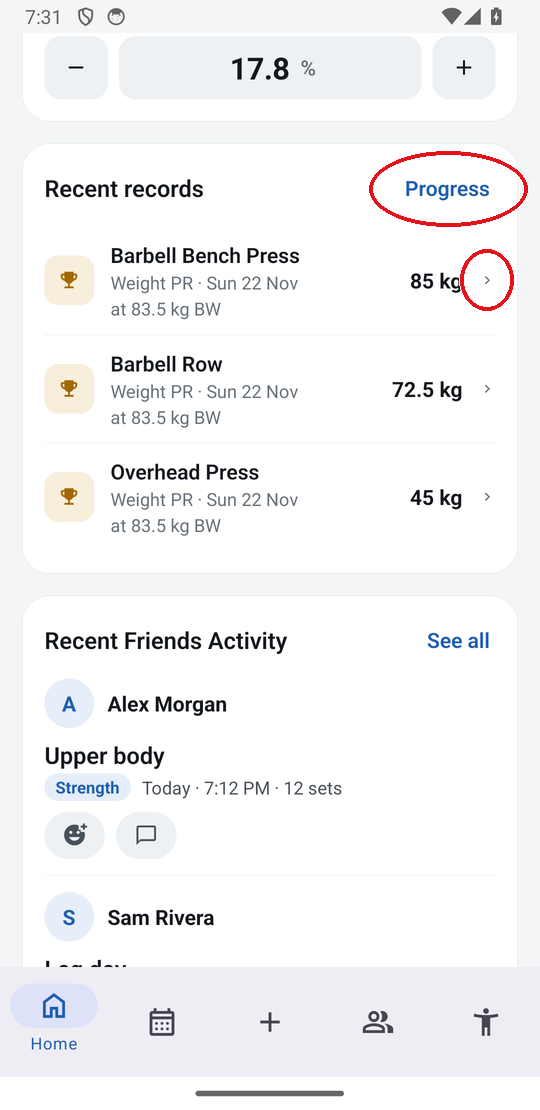 7:31
− 17.8 % +
Recent records
Progress
Barbell Bench Press
Weight PR · Sun 22 Nov
at 83.5 kg BW
85 kg
Barbell Row
Weight PR · Sun 22 Nov
at 83.5 kg BW
72.5 kg
Overhead Press
Weight PR · Sun 22 Nov
at 83.5 kg BW
45 kg
Recent Friends Activity
See all
A
Alex Morgan
Upper body
Strength
Today · 7:12 PM · 12 sets
S
Sam Rivera
Home